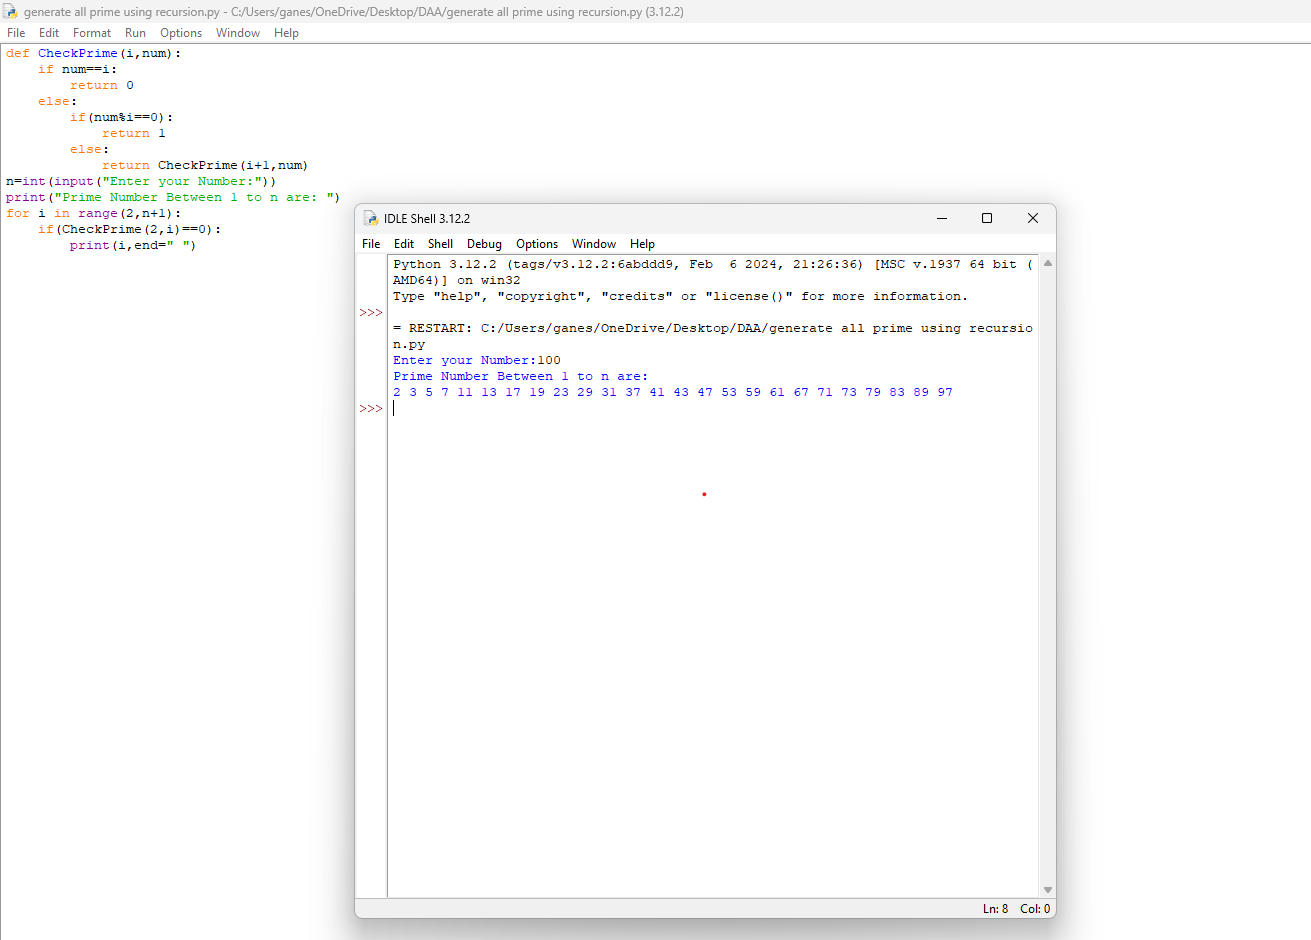 generate all prime using recursion.py - C:/Users/ganes/OneDrive/Desktop/DAA/generate all prime using recursion.py (3.12.2)
File Edit Format Run Options Window Help
def CheckPrime(i,num):
    if num==i:
        return 0
    else:
        if(num%i==0):
            return 1
        else:
            return CheckPrime(i+1,num)
n=int(input("Enter your Number:"))
print("Prime Number Between 1 to n are: ")
for i in range(2,n+1):
    if(CheckPrime(2,i)==0):
        print(i,end=" ")
IDLE Shell 3.12.2
File Edit Shell Debug Options Window Help
Python 3.12.2 (tags/v3.12.2:6abddd9, Feb  6 2024, 21:26:36) [MSC v.1937 64 bit (
AMD64)] on win32
Type "help", "copyright", "credits" or "license()" for more information.
>>>
= RESTART: C:/Users/ganes/OneDrive/Desktop/DAA/generate all prime using recursio
n.py
Enter your Number:100
Prime Number Between 1 to n are:
2 3 5 7 11 13 17 19 23 29 31 37 41 43 47 53 59 61 67 71 73 79 83 89 97
>>>
Ln: 8 Col: 0